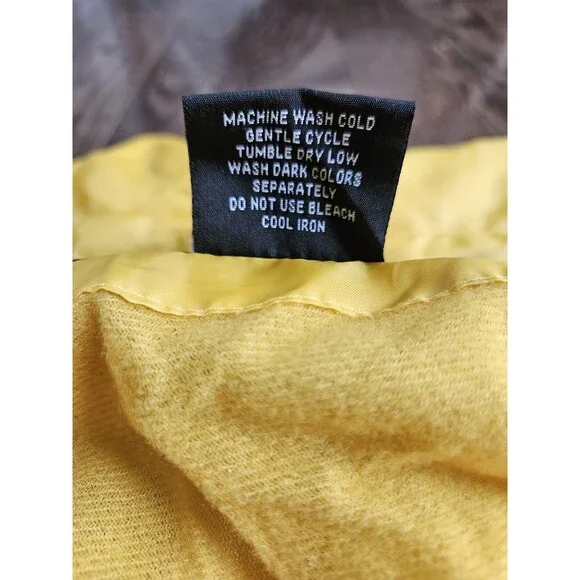 MACHINE WASH COLD
GENTLE CYCLE
TUMBLE DRY LOW
WASH DARK COLORS
SEPARATELY
DO NOT USE BLEACH
COOL IRON